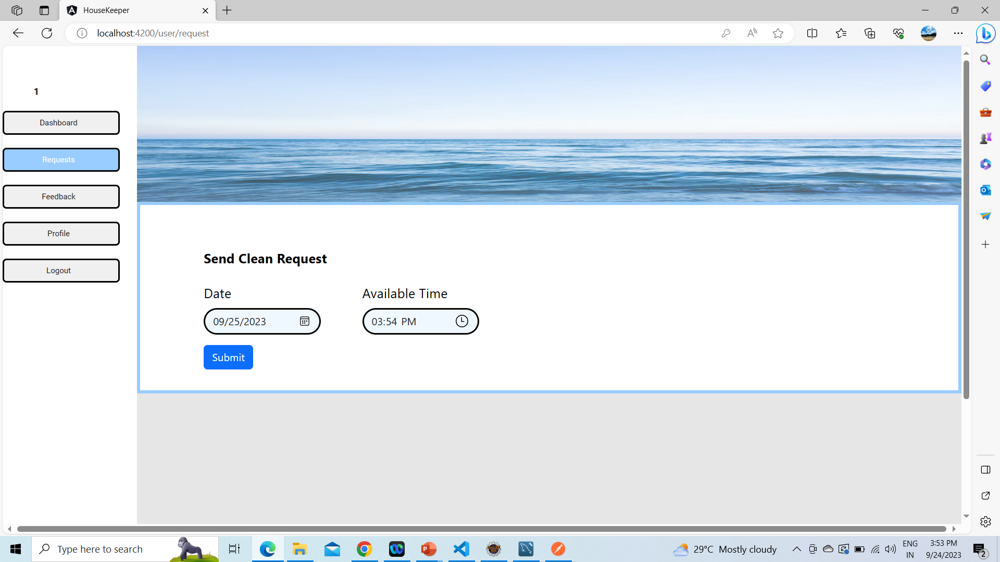 HouseKeeper
localhost:4200/user/request
1
Dashboard
Requests
Feedback
Profile
Logout
Send Clean Request
Date
Available Time
09/25/2023
03:54 PM
Submit
Type here to search
29°C Mostly cloudy
ENG
IN
3:53 PM
9/24/2023
2